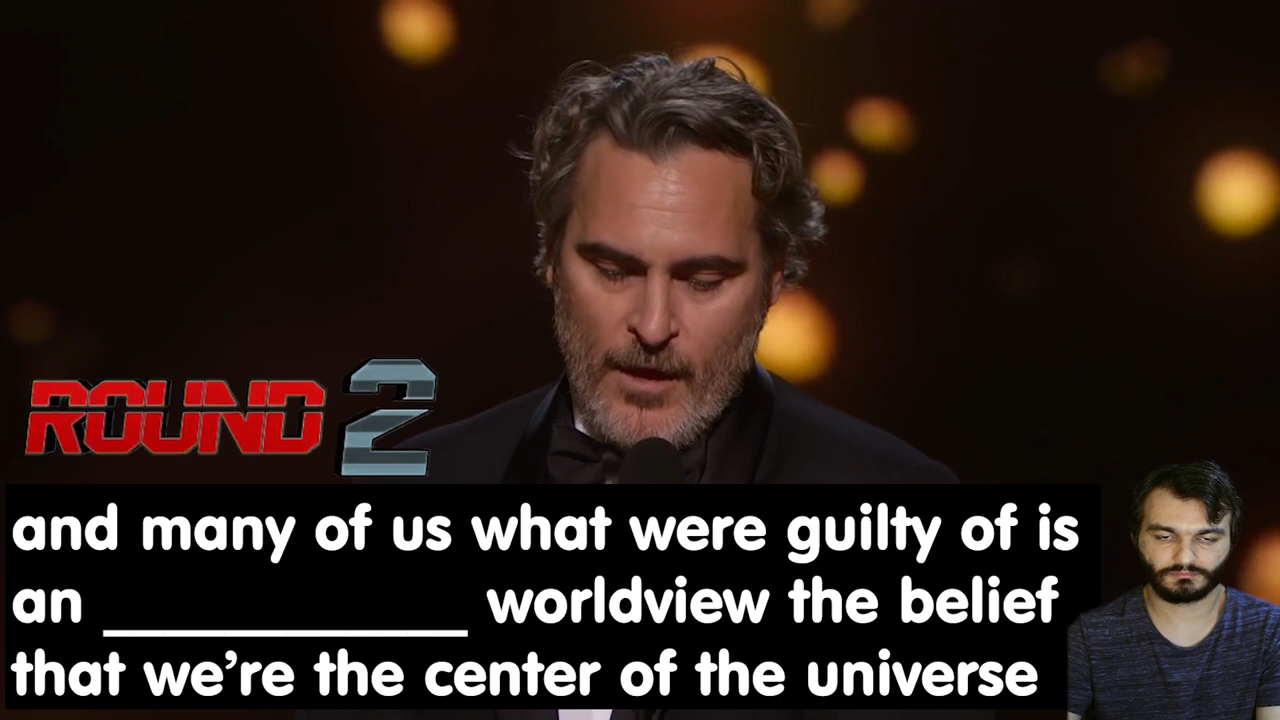 ROUND 2
and many of us what were guilty of is
an ____________ worldview the belief
that we're the center of the universe